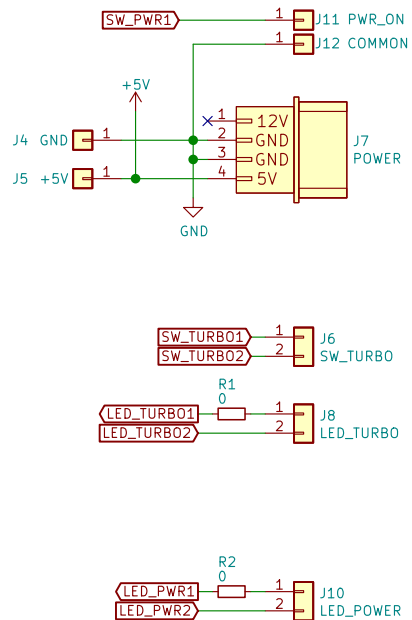 SW_PWR1 1 J11 PWR_ON
1 J12 COMMON
+5V
1 12V
J4 GND 1 2 GND J7
3 GND POWER
J5 +5V 1 4 5V
GND
SW_TURBO1 1 J6
SW_TURBO2 2 SW_TURBO
R1
0
LED_TURBO1 1 J8
LED_TURBO2 2 LED_TURBO
R2
0
LED_PWR1 1 J10
LED_PWR2 2 LED_POWER